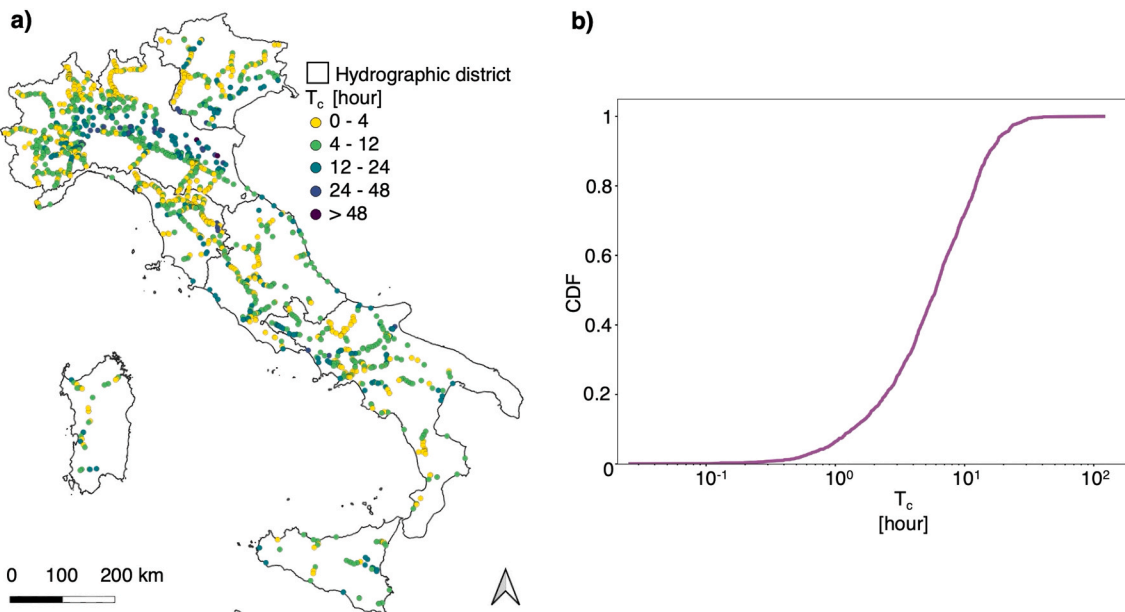 a)
Hydrographic district
Tc [hour]
0 - 4
4 - 12
12 - 24
24 - 48
> 48
0 100 200 km
b)
1
0.8
0.6
0.4
0.2
0
CDF
10-1 100 101 102
Tc
[hour]